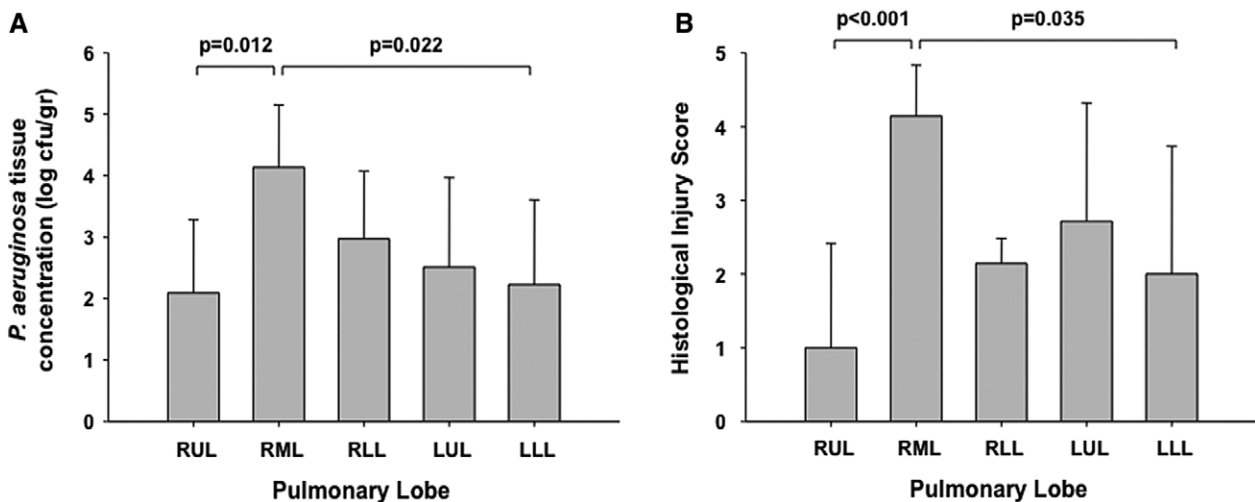 A
p=0.012
p=0.022
P. aeruginosa tissue
concentration (log cfu/gr)
6
5
4
3
2
1
0
RUL RML RLL LUL LLL
Pulmonary Lobe
B
p<0.001
p=0.035
Histological Injury Score
5
4
3
2
1
0
RUL RML RLL LUL LLL
Pulmonary Lobe